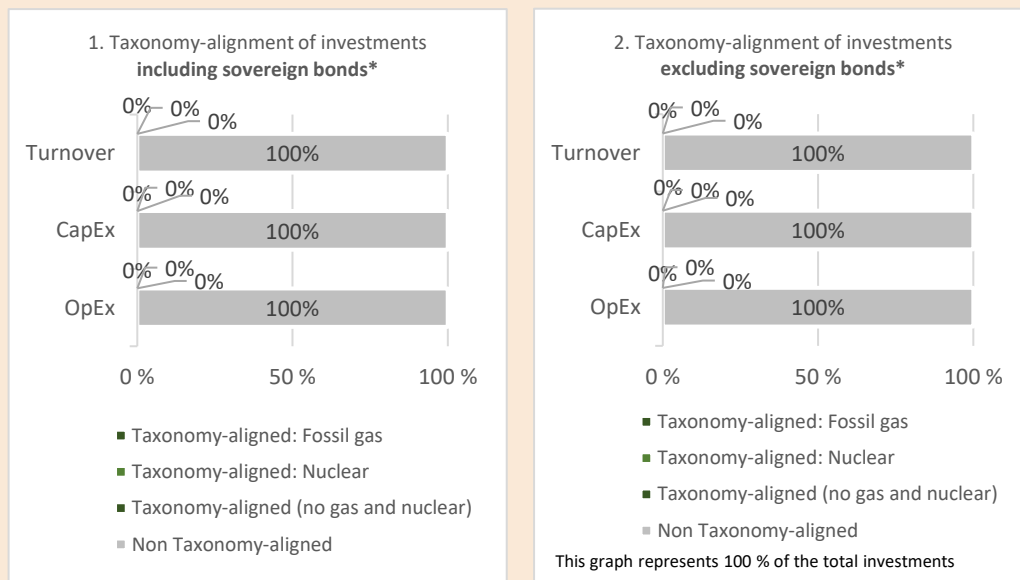 1. Taxonomy-alignment of investments
including sovereign bonds*
0% 0% 0%
Turnover 100%
0% 0% 0%
CapEx 100%
0% 0% 0%
OpEx 100%
0 % 50 % 100 %
Taxonomy-aligned: Fossil gas
Taxonomy-aligned: Nuclear
Taxonomy-aligned (no gas and nuclear)
Non Taxonomy-aligned
2. Taxonomy-alignment of investments
excluding sovereign bonds*
0% 0% 0%
Turnover 100%
0% 0% 0%
CapEx 100%
0% 0% 0%
OpEx 100%
0 % 50 % 100 %
Taxonomy-aligned: Fossil gas
Taxonomy-aligned: Nuclear
Taxonomy-aligned (no gas and nuclear)
Non Taxonomy-aligned
This graph represents 100 % of the total investments